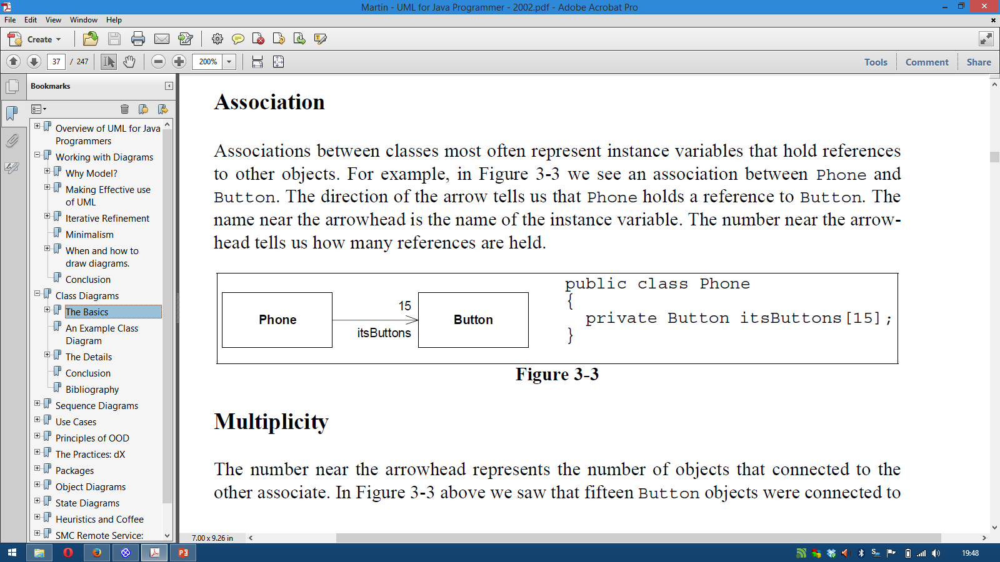 Martin - UML for Java Programmer - 2002.pdf - Adobe Acrobat Pro
File Edit View Window Help
Create
37 / 247
200%
Tools Comment Share
Bookmarks
Overview of UML for Java
Programmers
Working with Diagrams
Why Model?
Making Effective use
of UML
Iterative Refinement
Minimalism
When and how to
draw diagrams.
Conclusion
Class Diagrams
The Basics
An Example Class
Diagram
The Details
Conclusion
Bibliography
Sequence Diagrams
Use Cases
Principles of OOD
The Practices: dX
Packages
Object Diagrams
State Diagrams
Heuristics and Coffee
SMC Remote Service:
Association
Associations between classes most often represent instance variables that hold references
to other objects. For example, in Figure 3-3 we see an association between Phone and
Button. The direction of the arrow tells us that Phone holds a reference to Button. The
name near the arrowhead is the name of the instance variable. The number near the arrow-
head tells us how many references are held.
Phone
15
itsButtons
Button
public class Phone
{
private Button itsButtons[15];
}
Figure 3-3
Multiplicity
The number near the arrowhead represents the number of objects that connected to the
other associate. In Figure 3-3 above we saw that fifteen Button objects were connected to
7.00 x 9.26 in
19:48